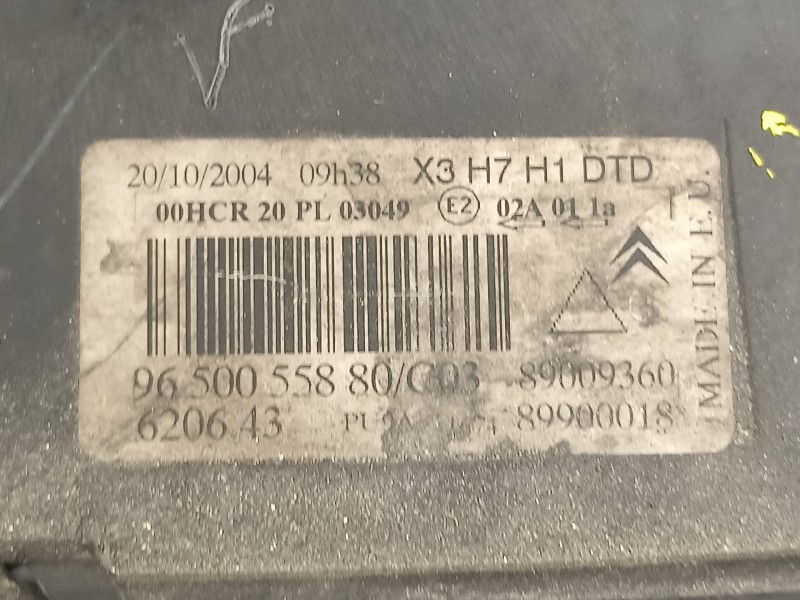 20/10/2004 09h38 X3 H7 H1 DTD
00HCR 20 PL 03049 E2 02A 01 1a
96 500 558 80/C03 89009360
6206.43 89900018
MADE IN E.U.